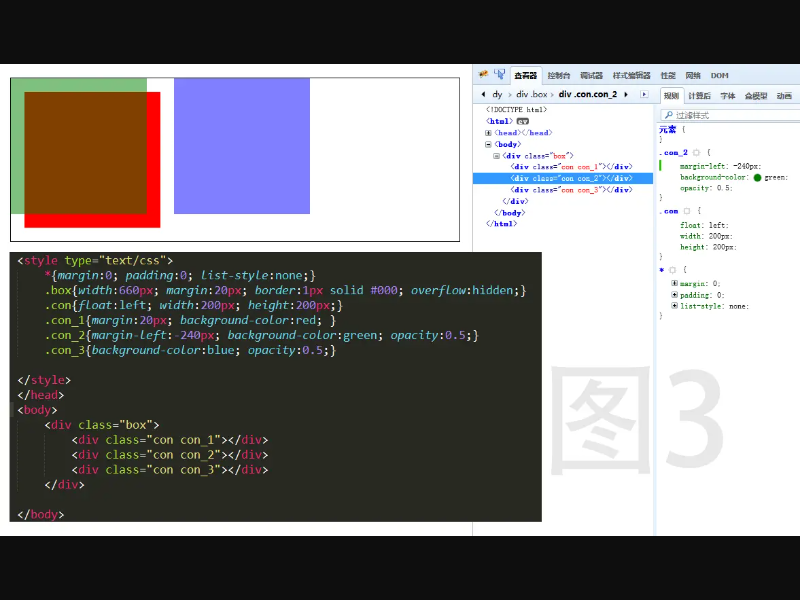 查看器 控制台 调试器 样式编辑器 性能 网络 DOM
dy > div.box > div.con.con_2
规则 计算后 字体 盒模型 动画
<!DOCTYPE html>
<html> ev
<head></head>
<body>
<div class="box">
<div class="con con_1"></div>
<div class="con con_2"></div>
<div class="con con_3"></div>
</div>
</body>
</html>
过滤样式
元素 {
}
.con_2 {
margin-left: -240px;
background-color: green;
opacity: 0.5;
}
.con {
float: left;
width: 200px;
height: 200px;
}
* {
margin: 0;
padding: 0;
list-style: none;
}
<style type="text/css">
*{margin:0; padding:0; list-style:none;}
.box{width:660px; margin:20px; border:1px solid #000; overflow:hidden;}
.con{float:left; width:200px; height:200px;}
.con_1{margin:20px; background-color:red; }
.con_2{margin-left:-240px; background-color:green; opacity:0.5;}
.con_3{background-color:blue; opacity:0.5;}
</style>
</head>
<body>
<div class="box">
<div class="con con_1"></div>
<div class="con con_2"></div>
<div class="con con_3"></div>
</div>
</body>
图3